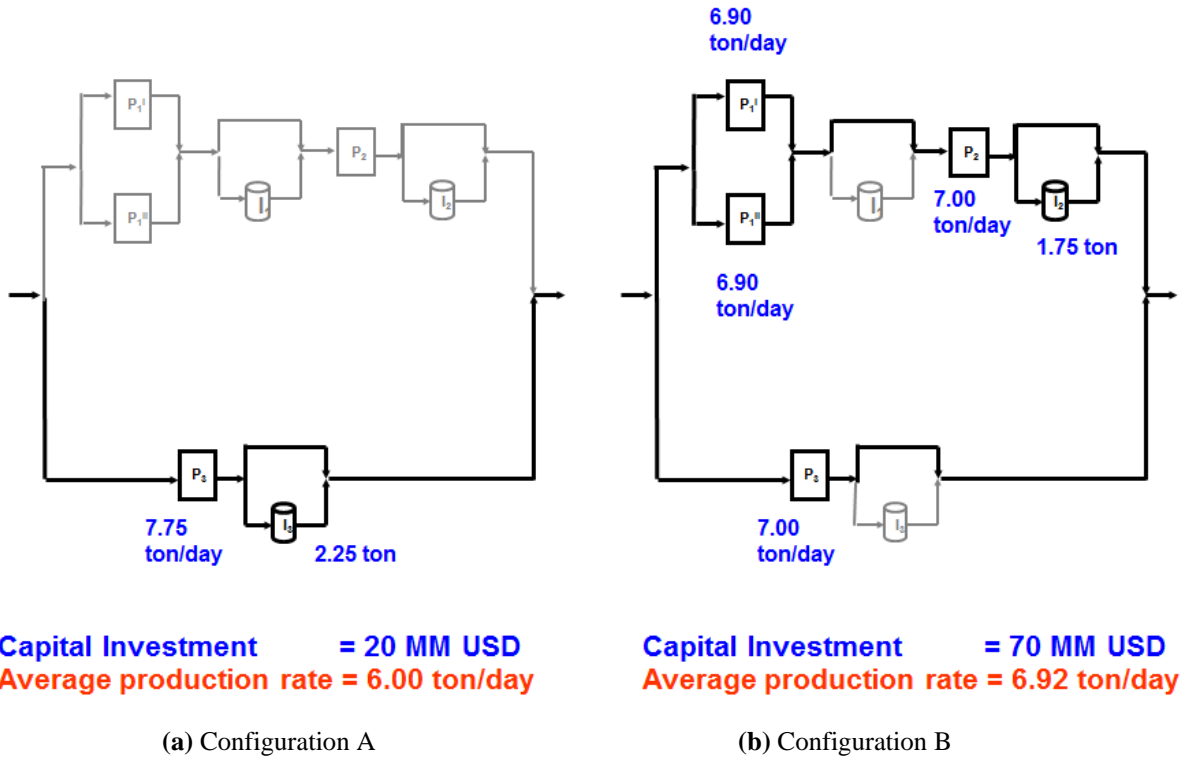 6.90
ton/day
P₁ᴵ
P₁ᴵᴵ
I₁
P₂
I₂
P₃
7.75
ton/day
I₃
2.25 ton
P₁ᴵ
P₁ᴵᴵ
6.90
ton/day
I₁
P₂
7.00
ton/day
I₂
1.75 ton
P₃
7.00
ton/day
I₃
Capital Investment = 20 MM USD
Average production rate = 6.00 ton/day
Capital Investment = 70 MM USD
Average production rate = 6.92 ton/day
(a) Configuration A
(b) Configuration B